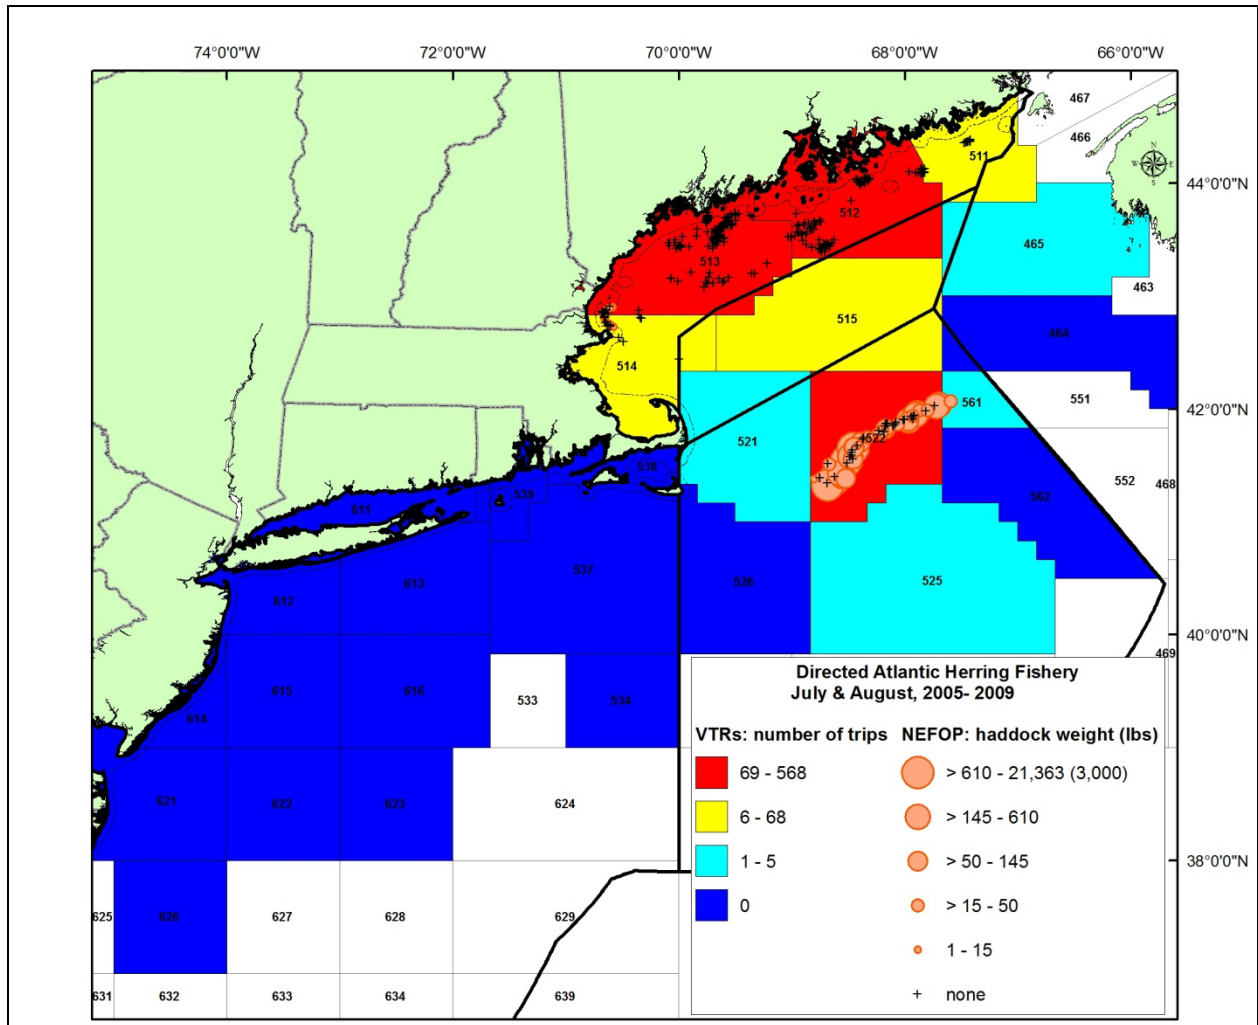 74°0'0"W 72°0'0"W 70°0'0"W 68°0'0"W 66°0'0"W
467
466
N
W E
S
511
44°0'0"N
512
465
513
463
515
464
514
42°0'0"N
561
551
521
522
538
552
468
539
562
611
537
526
525
613
612
40°0'0"N
469
615
616
533
534
614
621
622
623
624
38°0'0"N
625
626
627
628
629
631
632
633
634
639
Directed Atlantic Herring Fishery
July & August, 2005- 2009
VTRs: number of trips NEFOP: haddock weight (lbs)
69 - 568 > 610 - 21,363 (3,000)
6 - 68 > 145 - 610
1 - 5 > 50 - 145
0 > 15 - 50
1 - 15
none